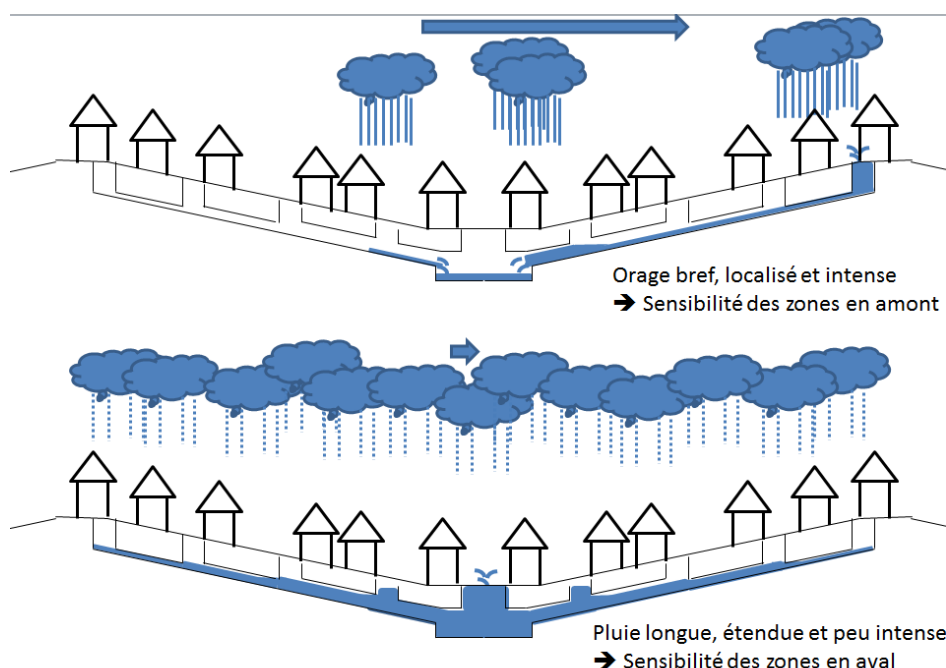 Orage bref, localisé et intense
➔ Sensibilité des zones en amont
Pluie longue, étendue et peu intense
➔ Sensibilité des zones en aval